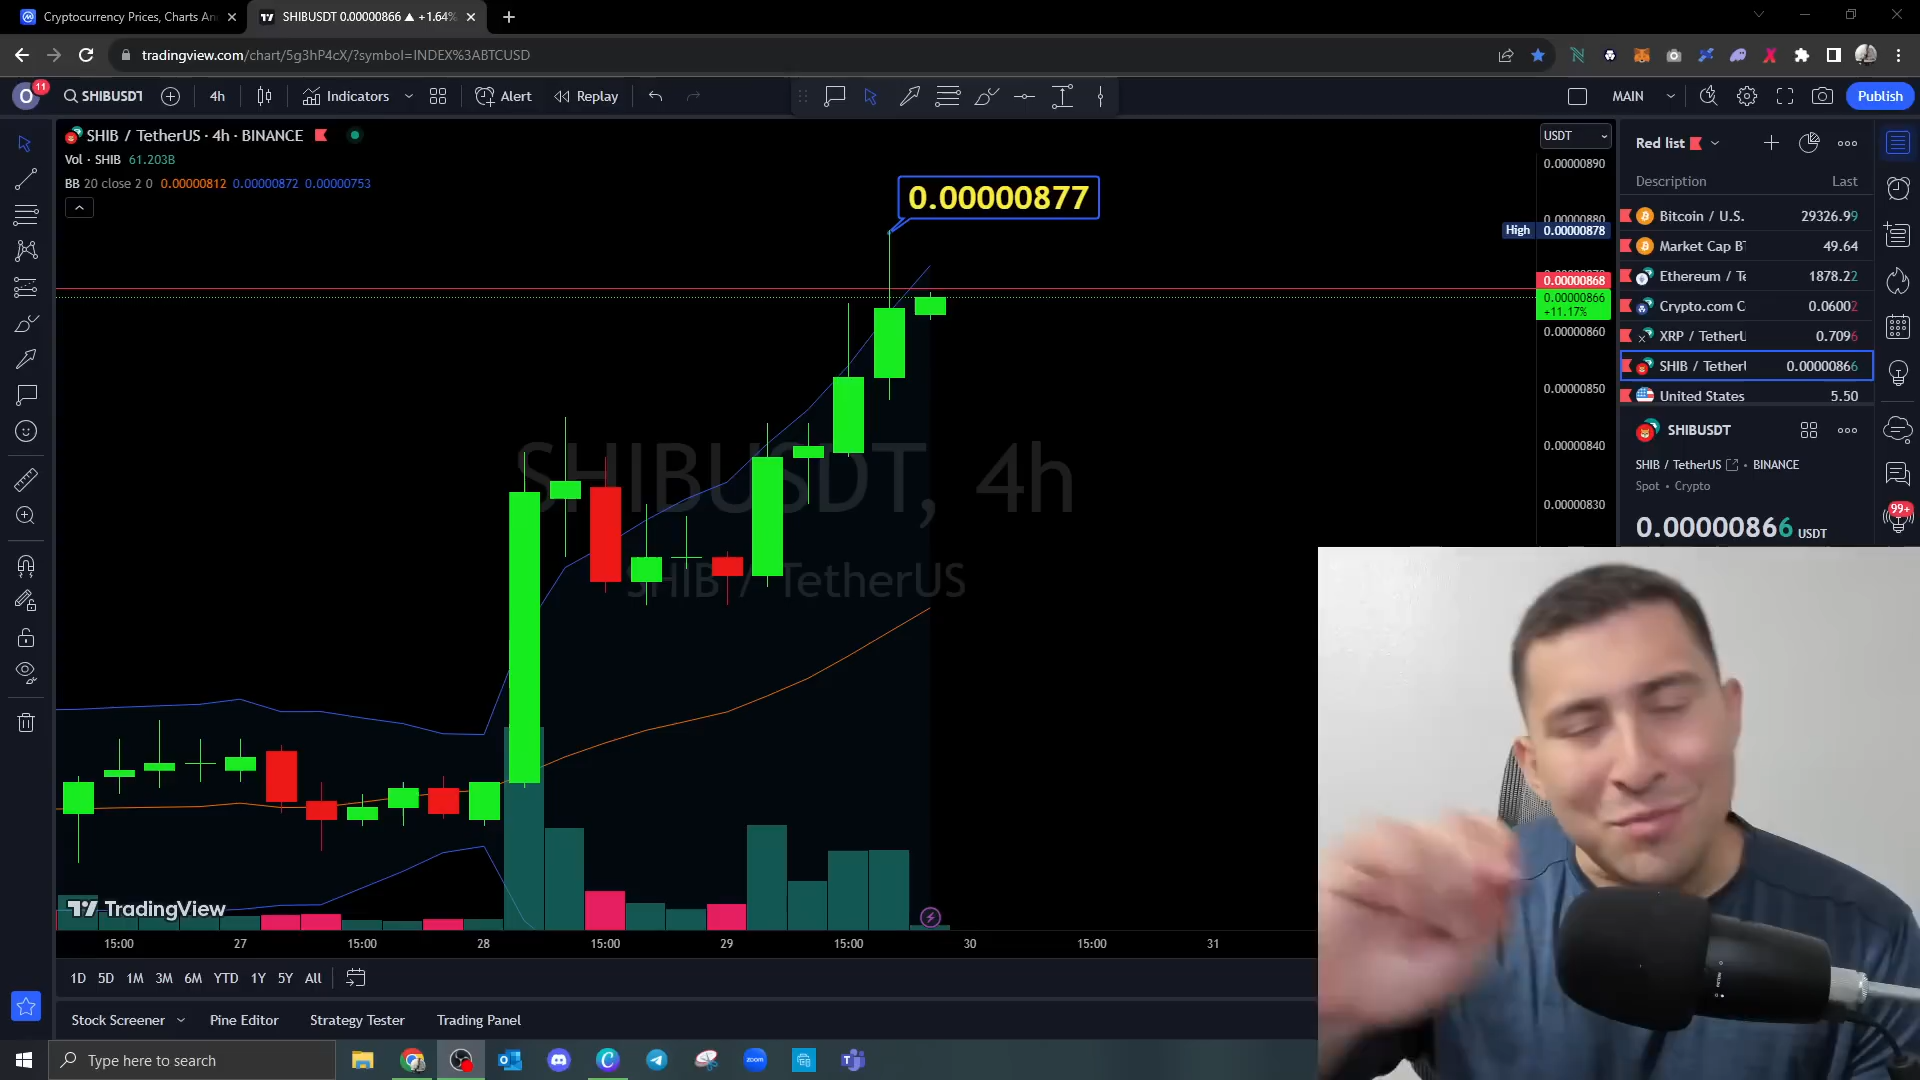 Cryptocurrency Prices, Charts An
SHIBUSDT 0.00000866 ▲ +1.64%
tradingview.com/chart/5g3hP4cX/?symbol=INDEX%3ABTCUSD
O
11
SHIBUSDT
4h
Indicators
Alert
Replay
MAIN
Publish
SHIB / TetherUS · 4h · BINANCE
Vol · SHIB 61.203B
BB 20 close 2 0 0.00000812 0.00000872 0.00000753
0.00000877
USDT
0.00000890
0.00000880
High 0.00000878
0.00000868
0.00000866
+11.17%
0.00000860
0.00000850
0.00000840
0.00000830
SHIBUSDT, 4h
SHIB / TetherUS
Red list
Description Last
Bitcoin / U.S. 29326.99
Market Cap BT 49.64
Ethereum / Te 1878.22
Crypto.com C 0.06002
XRP / TetherU 0.7096
SHIB / Tether 0.00000866
United States 5.50
SHIBUSDT
SHIB / TetherUS • BINANCE
Spot • Crypto
0.00000866 USDT
99+
TradingView
15:00 27 15:00 28 15:00 29 15:00 30 15:00 31
1D 5D 1M 3M 6M YTD 1Y 5Y All
Stock Screener Pine Editor Strategy Tester Trading Panel
Type here to search
zoom